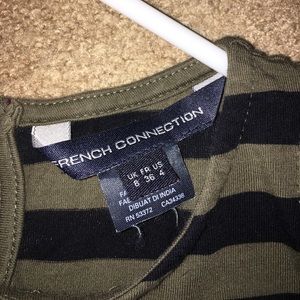 FRENCH CONNECTION
UK FR US
8 36 4
DIBUAT DI INDIA
RN 53372 CA34336